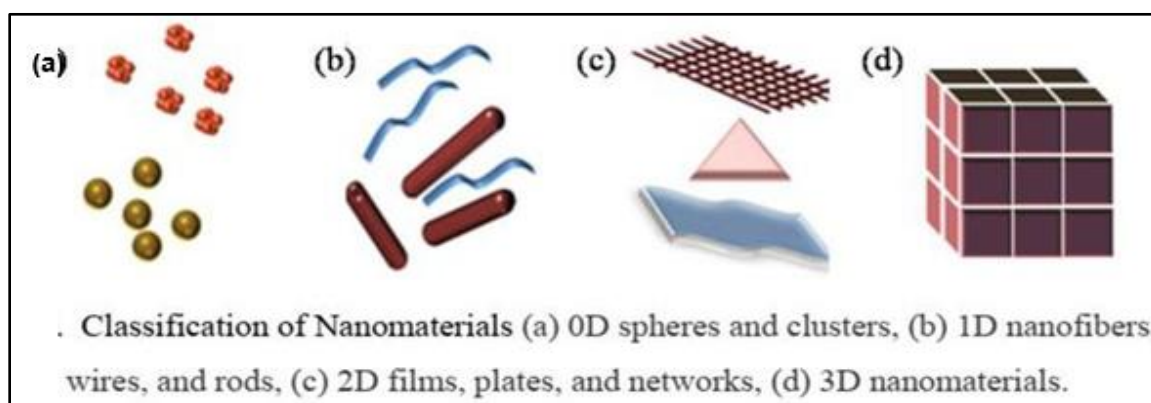 (a) (b) (c) (d)
. Classification of Nanomaterials (a) 0D spheres and clusters, (b) 1D nanofibers
wires, and rods, (c) 2D films, plates, and networks, (d) 3D nanomaterials.